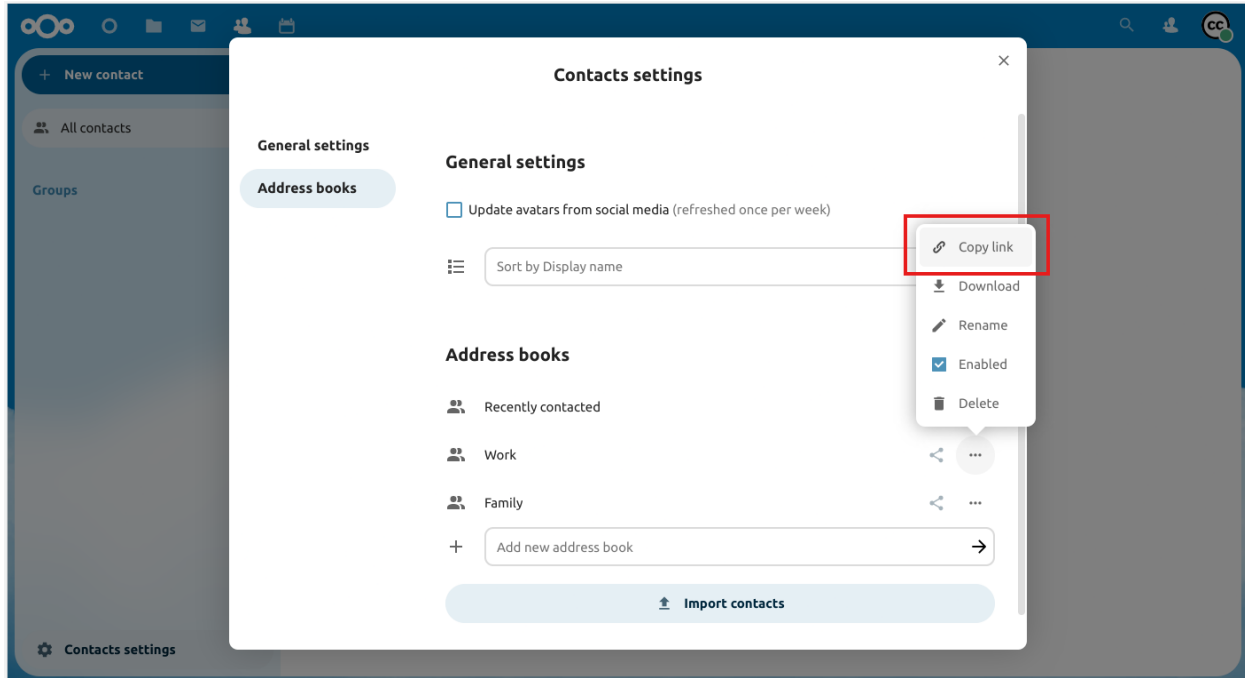 CC
New contact
All contacts
Groups
Contacts settings
Contacts settings
General settings
Address books
General settings
Update avatars from social media (refreshed once per week)
Sort by Display name
Copy link
Download
Rename
Enabled
Delete
Address books
Recently contacted
Work
Family
Add new address book
Import contacts